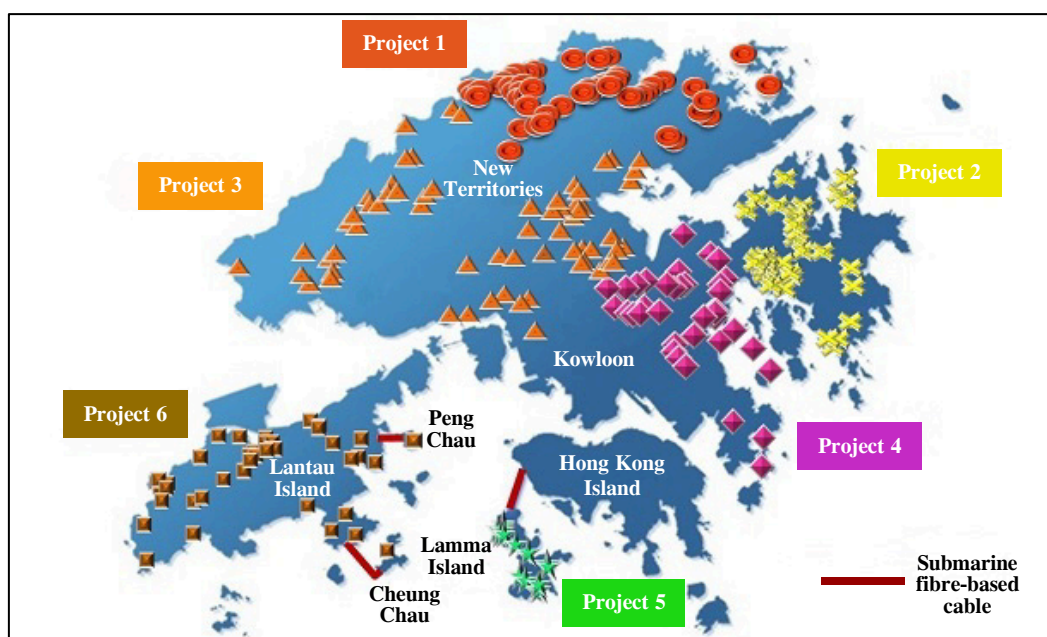 Project 1
Project 2
Project 3
New
Territories
Kowloon
Project 6
Peng
Chau
Project 4
Lantau
Island
Hong Kong
Island
Lamma
Island
Cheung
Chau
Project 5
Submarine
fibre-based
cable